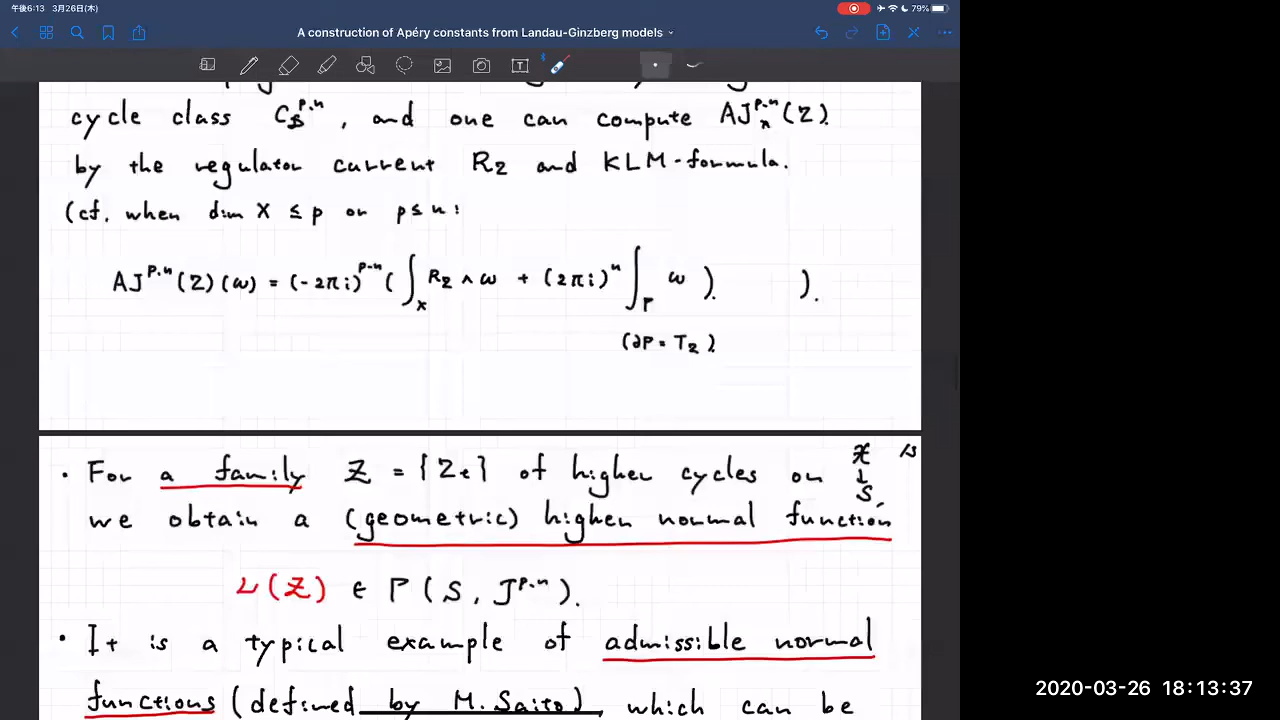 午後6:13 3月26日(木)
79%
A construction of Apéry constants from Landau-Ginzberg models
cycle class C_D^{p,n}, and one can compute AJ_X^{p,n}(Z).
by the regulator current R_Z and KLM-formula.
(cf. when dim X ≤ p or p ≤ n:
AJ^{p,n}(Z)(ω) = (-2πi)^{p-n} ( ∫_X R_Z ∧ ω + (2πi)^n ∫_Γ ω ). ).
(∂Γ = T_Z).
• For a family Z = {Z_t} of higher cycles on X ↓ S,
we obtain a (geometric) higher normal function
ν(Z) ∈ Γ(S, J^{p,n}).
• It is a typical example of admissible normal
functions (defined by M. Saito), which can be
2020-03-26 18:13:37